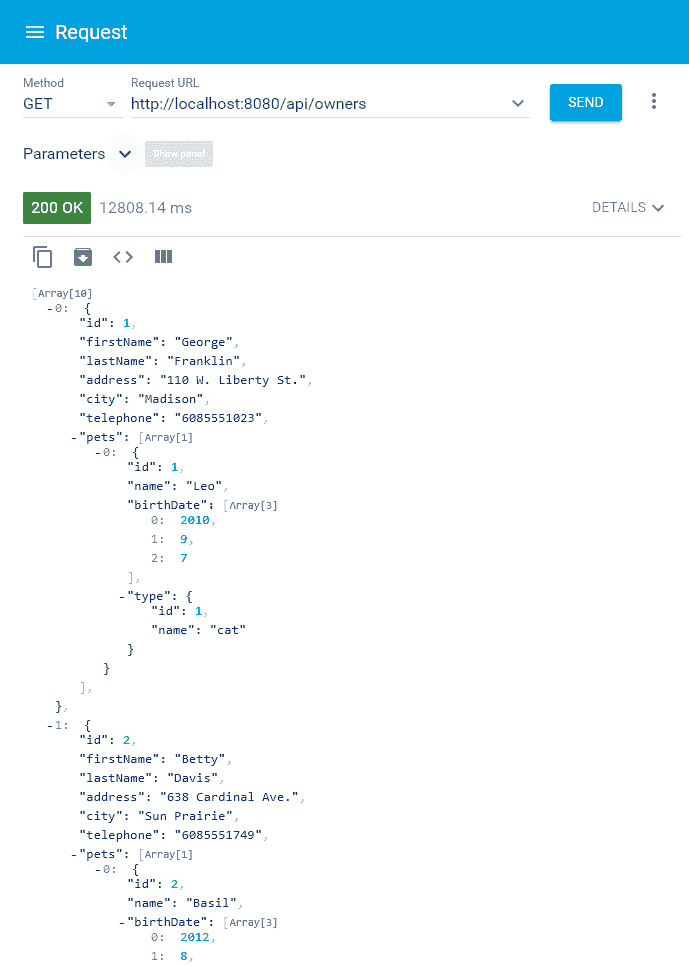 Request
Method Request URL
GET http://localhost:8080/api/owners SEND
Parameters Show panel
200 OK 12808.14 ms DETAILS
[Array[10]
-0: {
"id": 1,
"firstName": "George",
"lastName": "Franklin",
"address": "110 W. Liberty St.",
"city": "Madison",
"telephone": "6085551023",
-"pets": [Array[1]
-0: {
"id": 1,
"name": "Leo",
"birthDate": [Array[3]
0: 2010,
1: 9,
2: 7
],
-"type": {
"id": 1,
"name": "cat"
}
}
],
},
-1: {
"id": 2,
"firstName": "Betty",
"lastName": "Davis",
"address": "638 Cardinal Ave.",
"city": "Sun Prairie",
"telephone": "6085551749",
-"pets": [Array[1]
-0: {
"id": 2,
"name": "Basil",
-"birthDate": [Array[3]
0: 2012,
1: 8,